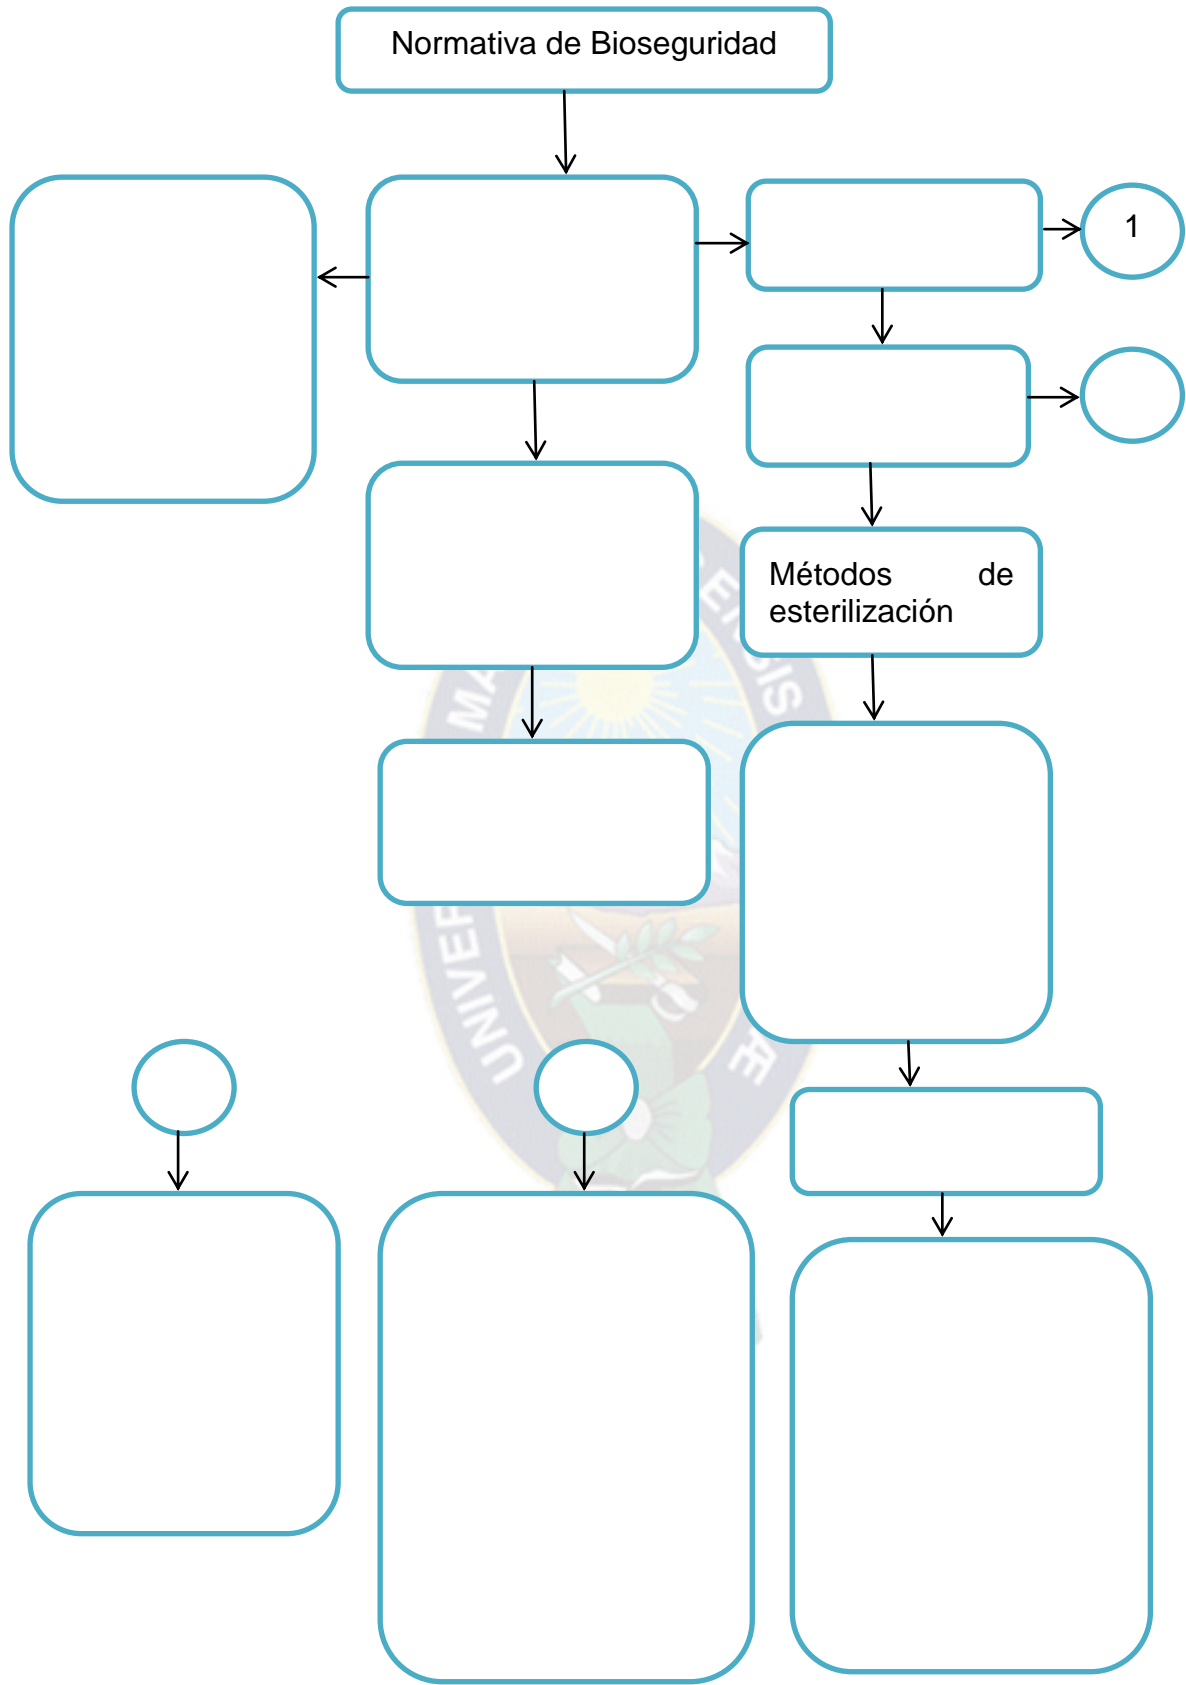 Normativa de Bioseguridad
1
Métodos de
esterilización